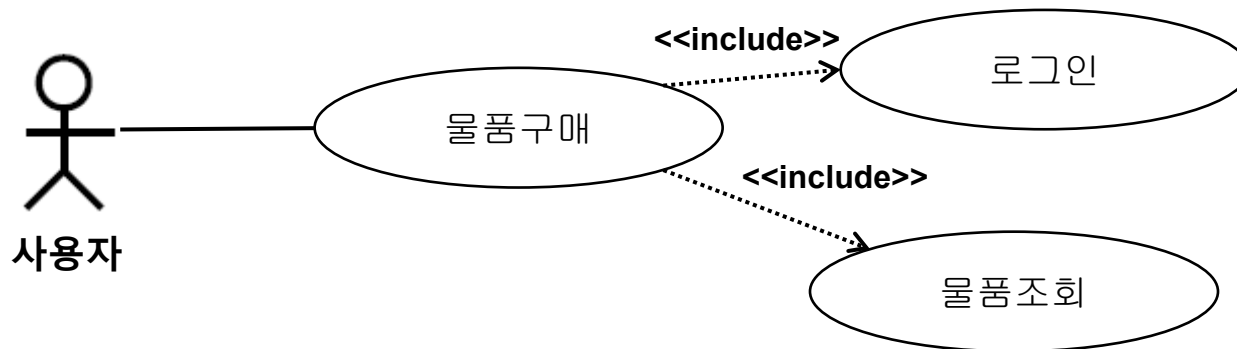 <<include>>
로그인
물품구매
<<include>>
사용자
물품조회